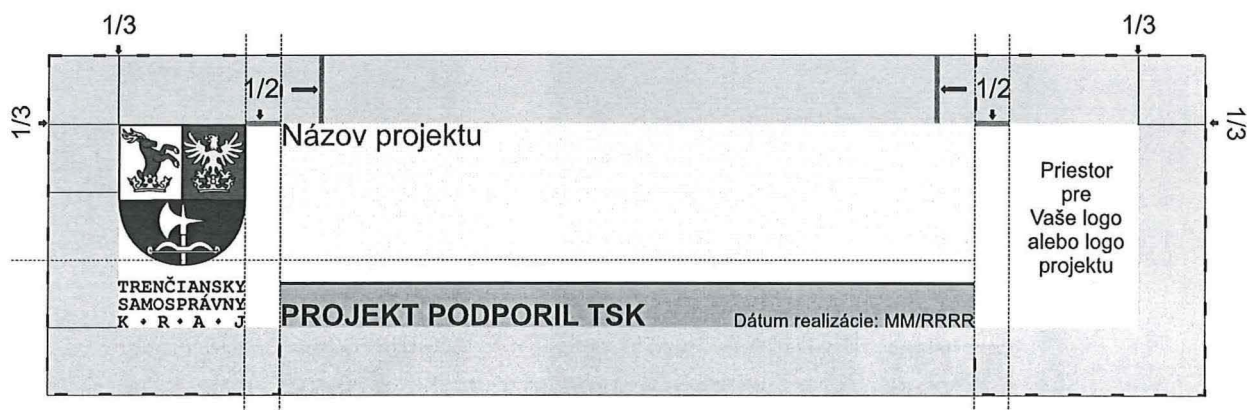 1/3
1/3
1/2
1/2
1/3
1/3
Názov projektu
Priestor
pre
Vaše logo
alebo logo
projektu
TRENČIANSKY
SAMOSPRÁVNY
K · R · A · J
PROJEKT PODPORIL TSK
Dátum realizácie: MM/RRRR